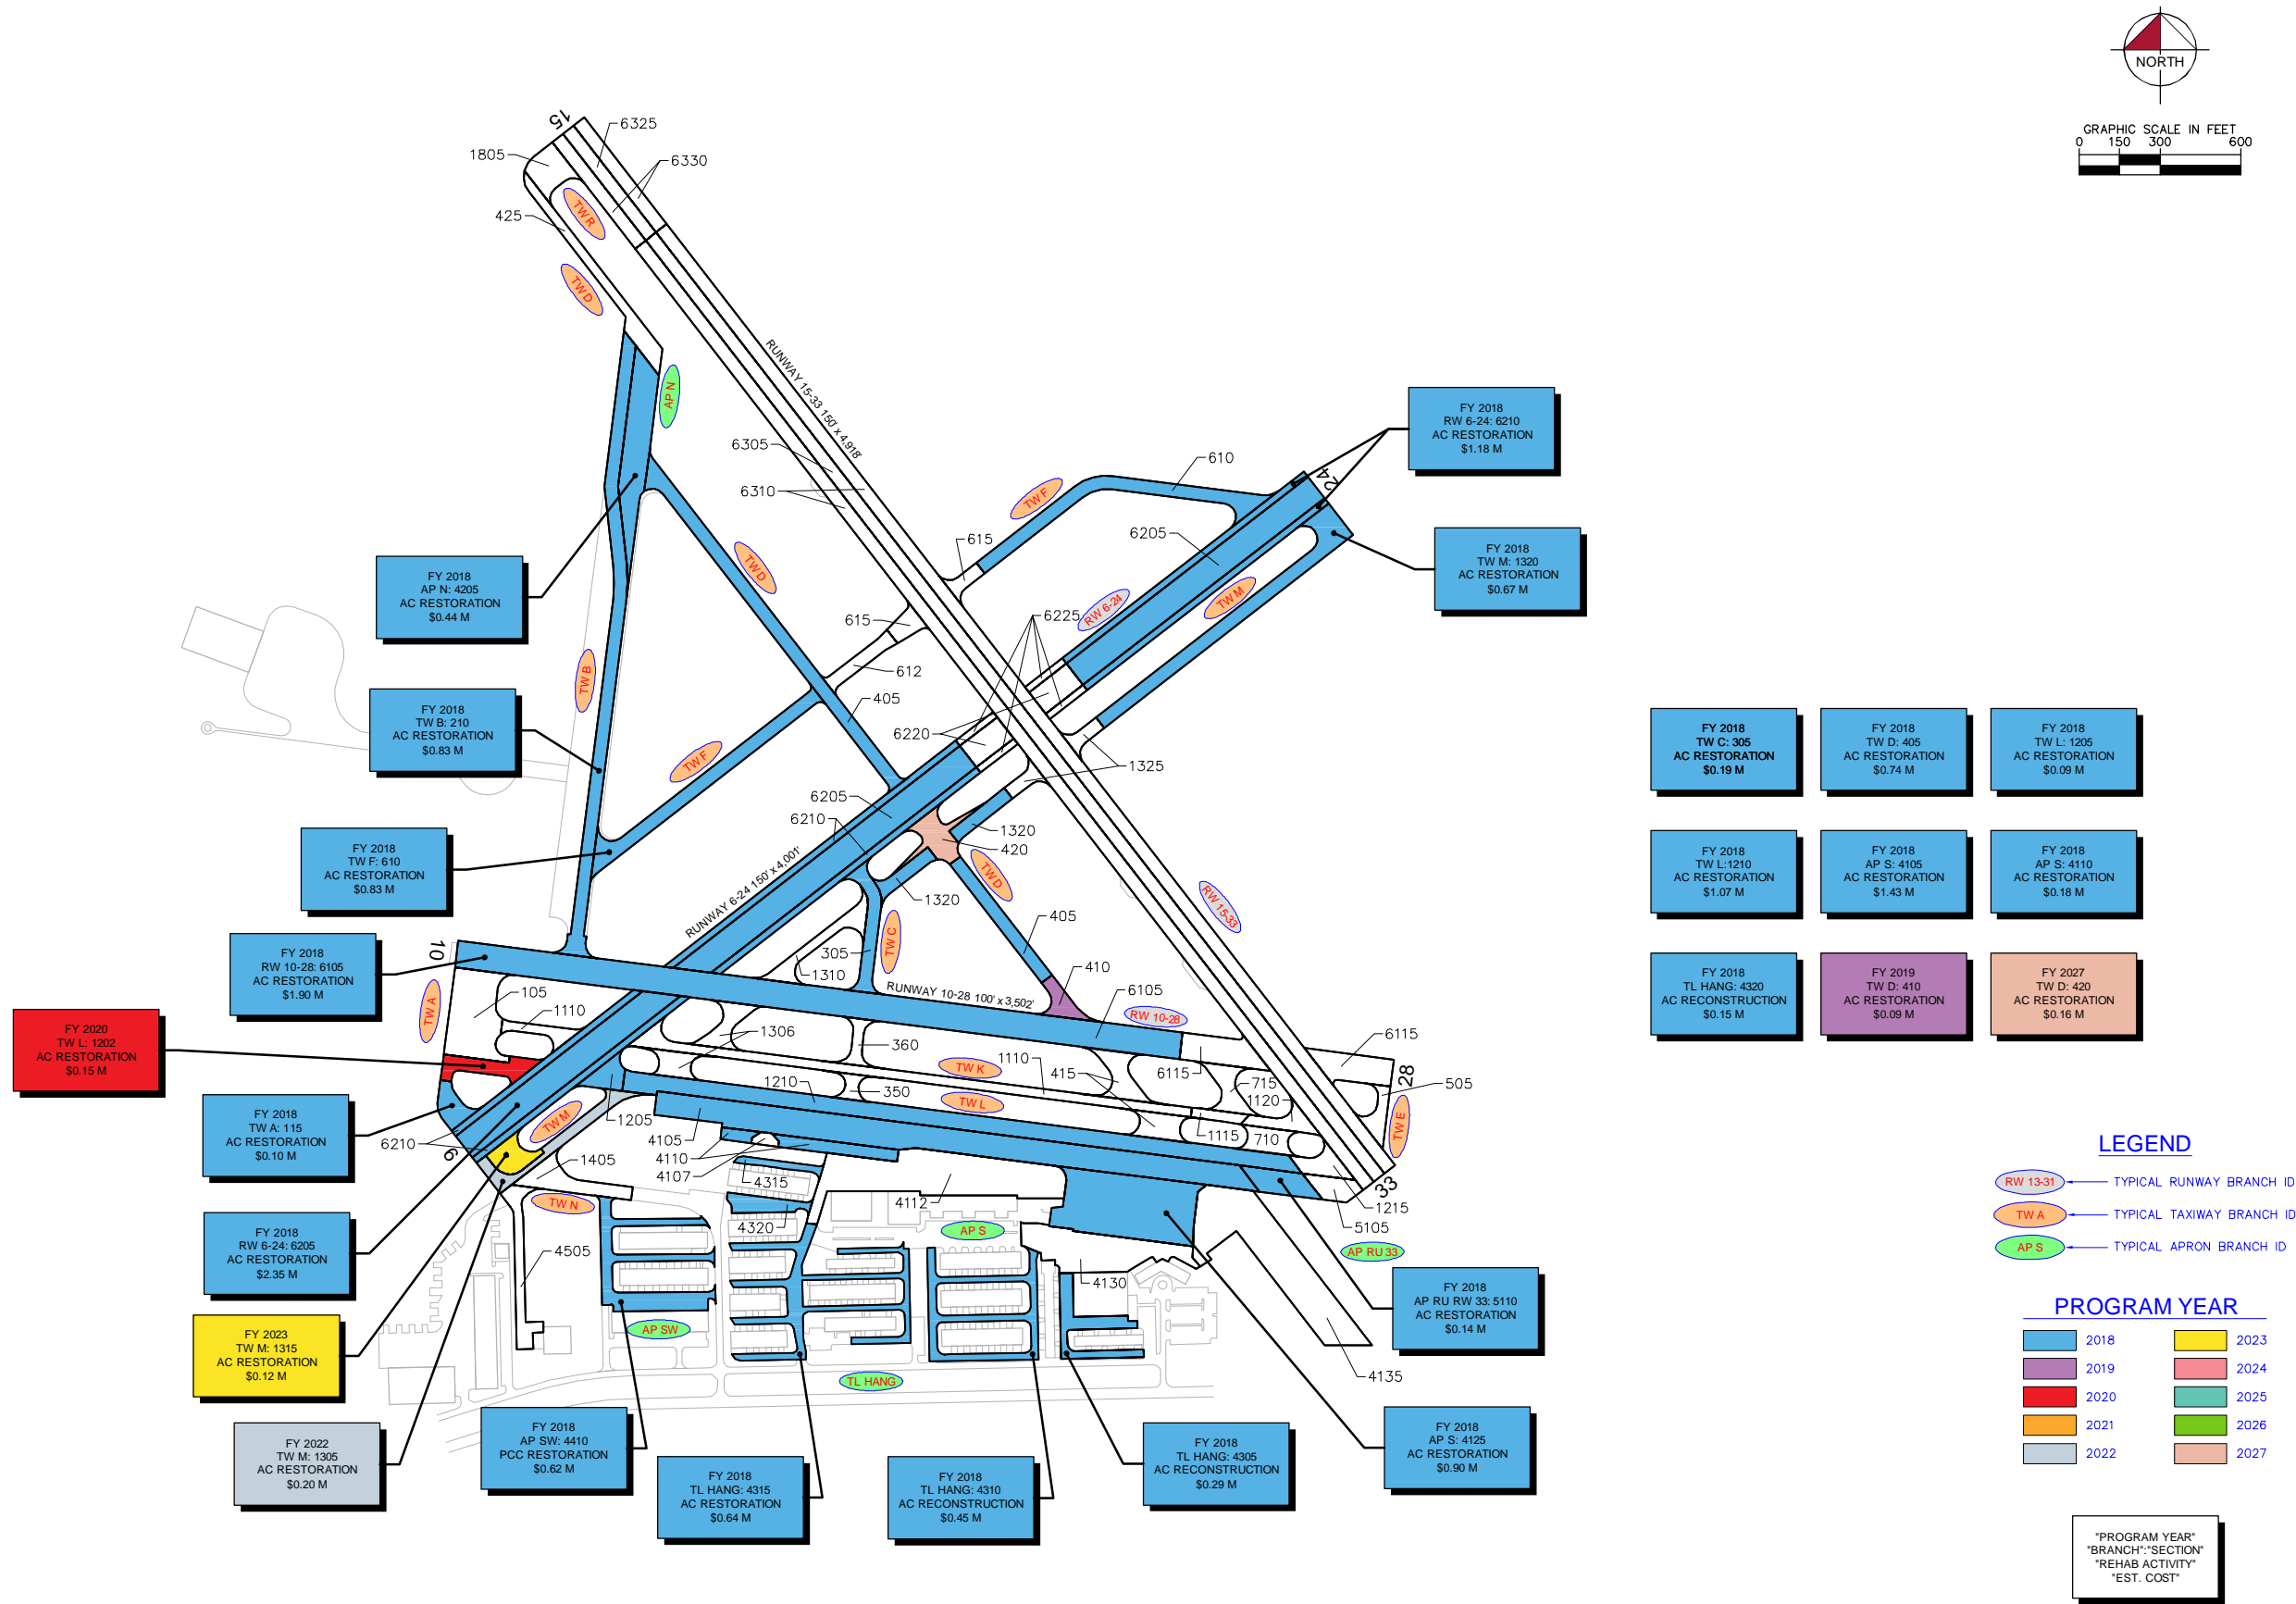 NORTH
GRAPHIC SCALE IN FEET
0 150 300 600
15
6325
1805
6330
TW R
425
TW D
RUNWAY 15-33 150' x 4,918'
AP N
FY 2018
RW 6-24: 6210
AC RESTORATION
$1.18 M
6305
610
24
6310
TW F
6205
615
FY 2018
TW M: 1320
AC RESTORATION
$0.67 M
FY 2018
AP N: 4205
AC RESTORATION
$0.44 M
TW D
TW M
RW 6-24
6225
615
612
TW B
405
FY 2018
TW B: 210
AC RESTORATION
$0.83 M
6220
TW F
1325
FY 2018
TW C: 305
AC RESTORATION
$0.19 M
FY 2018
TW D: 405
AC RESTORATION
$0.74 M
FY 2018
TW L: 1205
AC RESTORATION
$0.09 M
6205
6210
1320
420
FY 2018
TW F: 610
AC RESTORATION
$0.83 M
RUNWAY 6-24 150' x 4,001'
TW D
1320
RW 15-33
405
FY 2018
TW L:1210
AC RESTORATION
$1.07 M
FY 2018
AP S: 4105
AC RESTORATION
$1.43 M
FY 2018
AP S: 4110
AC RESTORATION
$0.18 M
10
FY 2018
RW 10-28: 6105
AC RESTORATION
$1.90 M
305
TW C
1310
410
RUNWAY 10-28 100' x 3,502'
6105
RW 10-28
FY 2018
TL HANG: 4320
AC RECONSTRUCTION
$0.15 M
FY 2019
TW D: 410
AC RESTORATION
$0.09 M
FY 2027
TW D: 420
AC RESTORATION
$0.16 M
TW A
105
1110
1306
360
6115
FY 2020
TW L: 1202
AC RESTORATION
$0.15 M
TW K
1110
415
6115
715
28
505
1210
350
TW L
1120
FY 2018
TW A: 115
AC RESTORATION
$0.10 M
TW M
1205
4105
1115
710
TW E
6210
6
4110
1405
4107
4315
33
LEGEND
RW 13-31
TYPICAL RUNWAY BRANCH ID
TW A
TYPICAL TAXIWAY BRANCH ID
AP S
TYPICAL APRON BRANCH ID
TW N
4112
1215
4320
AP S
5105
FY 2018
RW 6-24: 6205
AC RESTORATION
$2.35 M
4505
AP RU 33
4130
FY 2018
AP RU RW 33: 5110
AC RESTORATION
$0.14 M
PROGRAM YEAR
2018
2023
2019
2024
2020
2025
2021
2026
2022
2027
FY 2023
TW M: 1315
AC RESTORATION
$0.12 M
AP SW
4135
TL HANG
FY 2022
TW M: 1305
AC RESTORATION
$0.20 M
FY 2018
AP SW: 4410
PCC RESTORATION
$0.62 M
FY 2018
TL HANG: 4315
AC RESTORATION
$0.64 M
FY 2018
TL HANG: 4310
AC RECONSTRUCTION
$0.45 M
FY 2018
TL HANG: 4305
AC RECONSTRUCTION
$0.29 M
FY 2018
AP S: 4125
AC RESTORATION
$0.90 M
"PROGRAM YEAR"
"BRANCH":"SECTION"
"REHAB ACTIVITY"
"EST. COST"